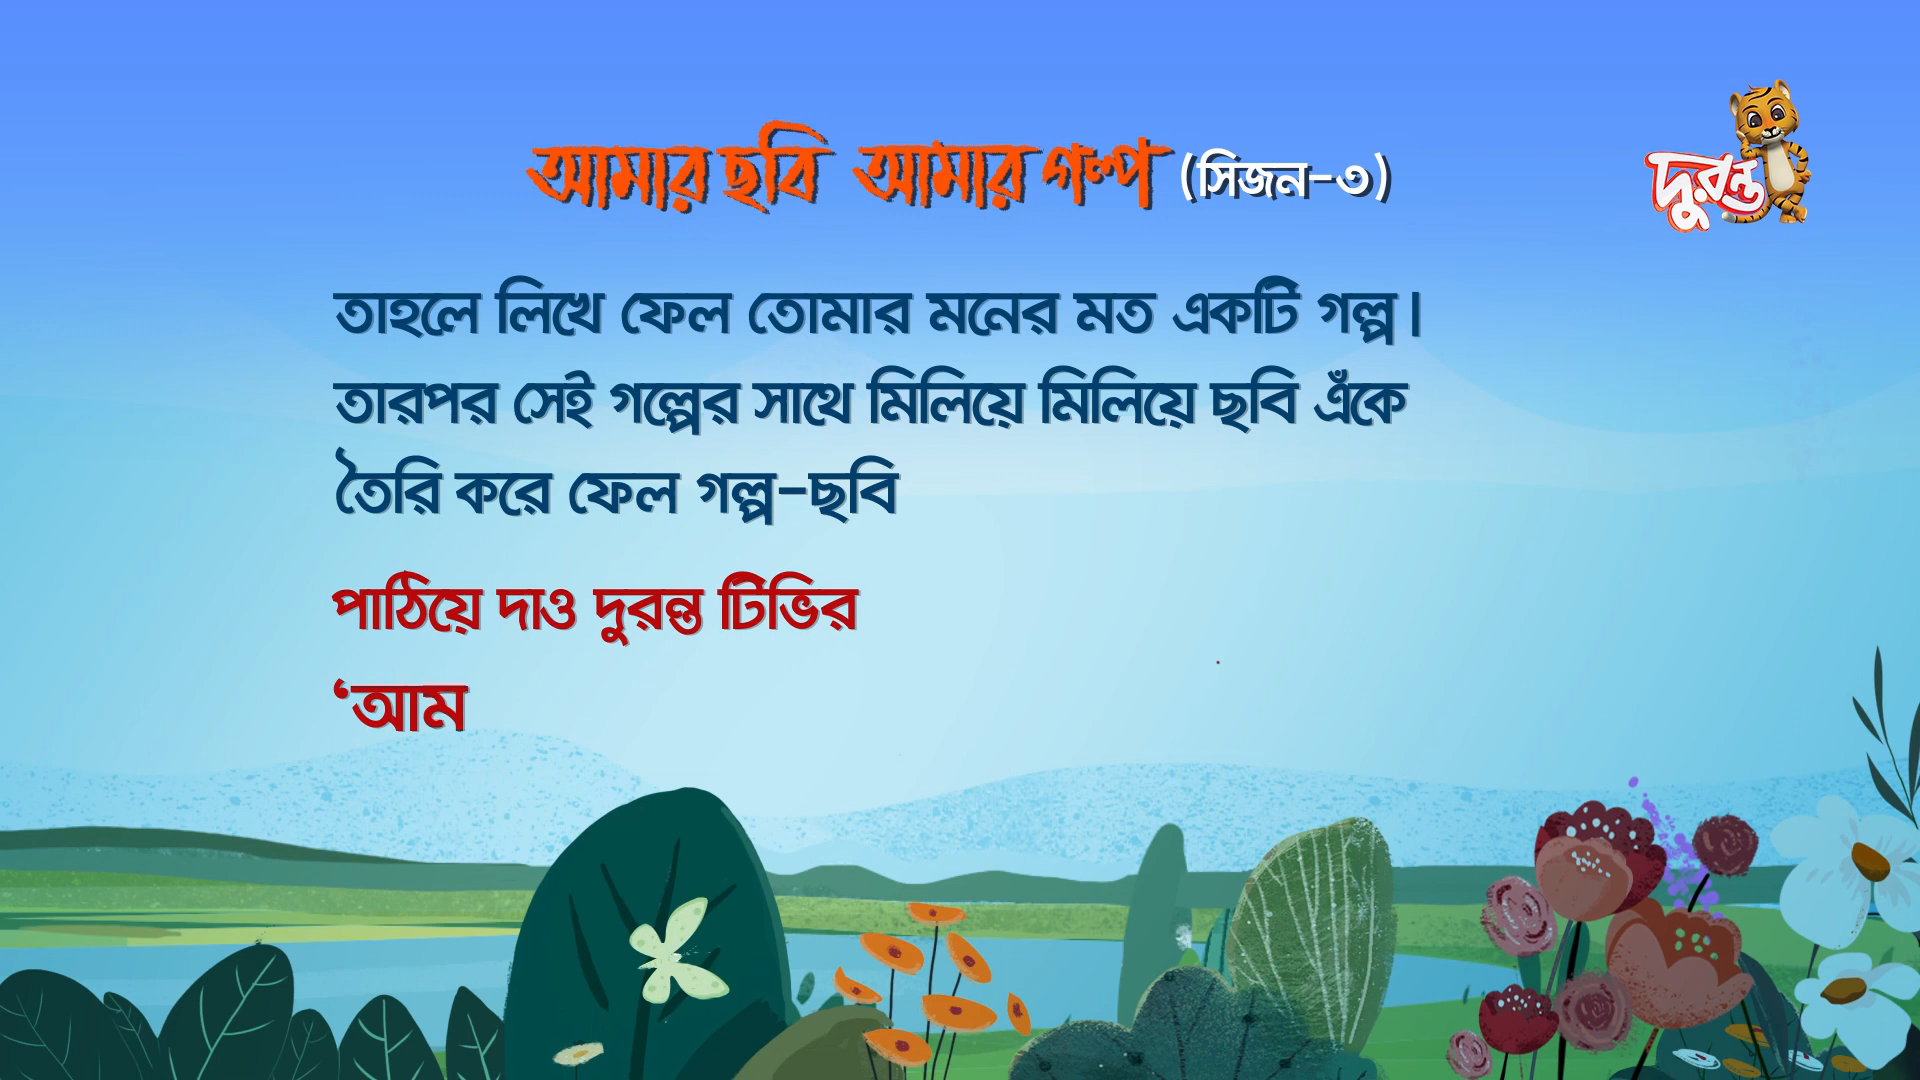 আমার ছবি আমার গল্প (সিজন-৩)
দুরন্ত
তাহলে লিখে ফেল তোমার মনের মত একটি গল্প।
তারপর সেই গল্পের সাথে মিলিয়ে মিলিয়ে ছবি এঁকে
তৈরি করে ফেল গল্প-ছবি
পাঠিয়ে দাও দুরন্ত টিভির
‘আম